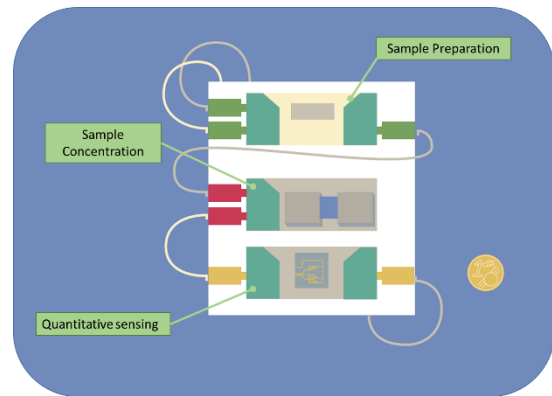 Sample Preparation
Sample
Concentration
Quantitative sensing